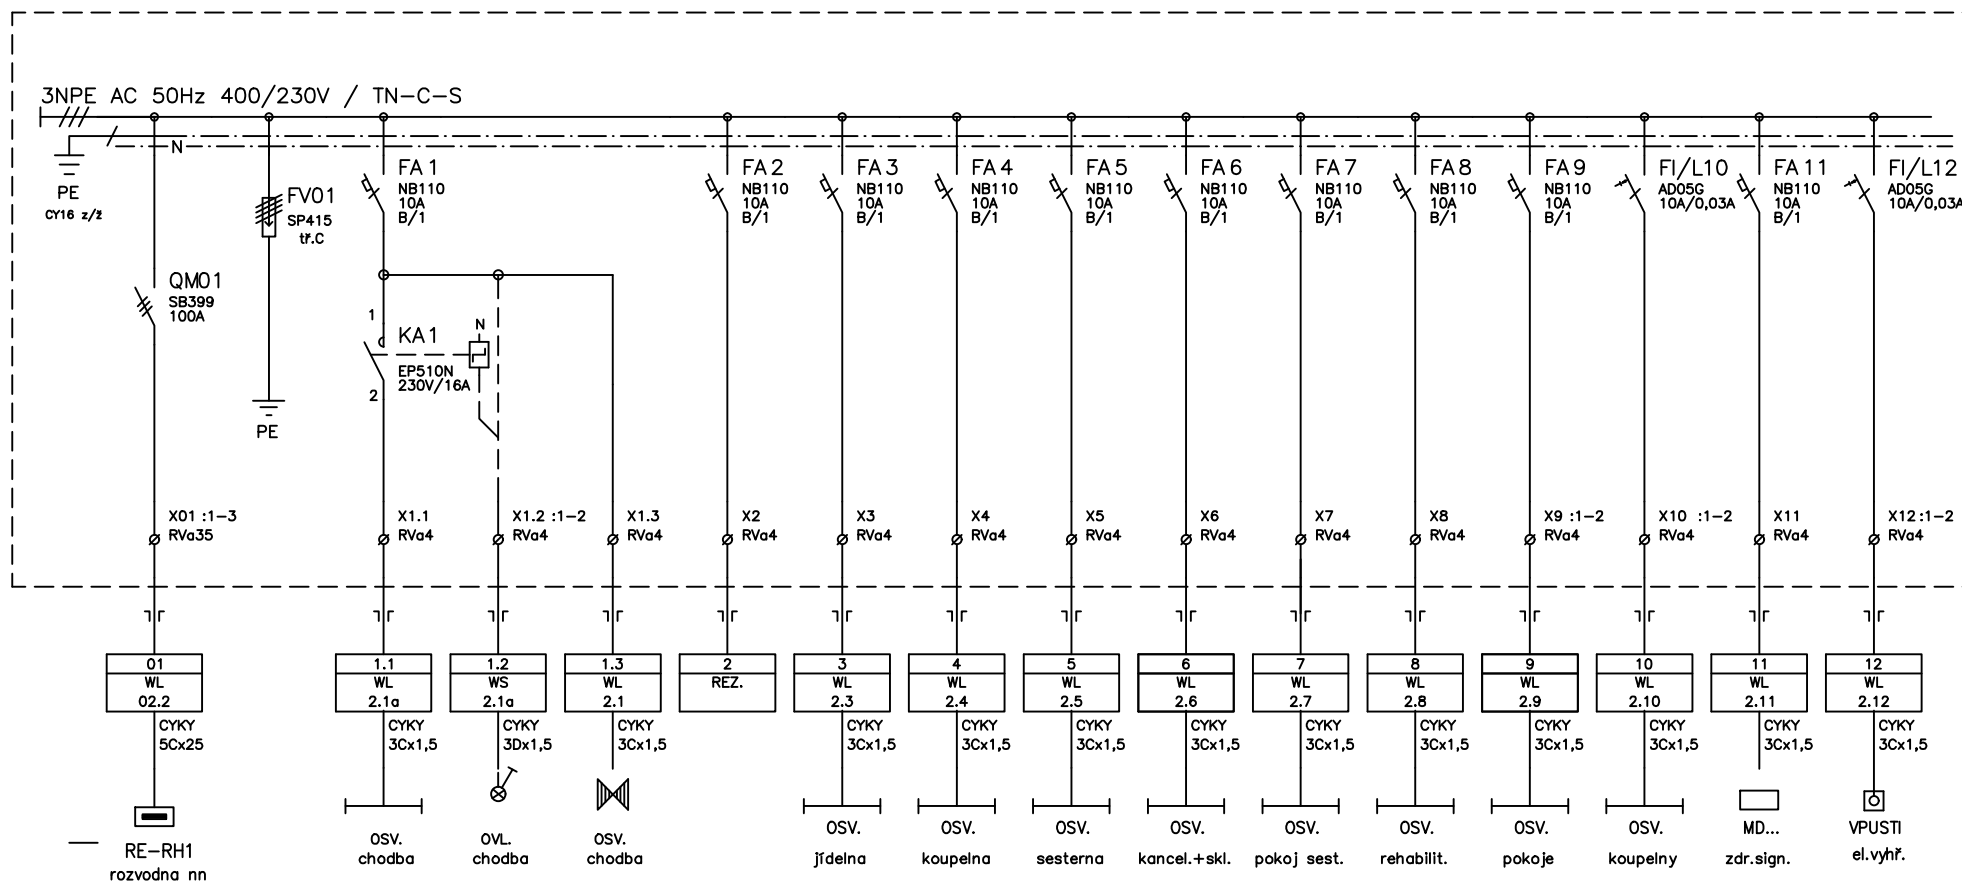 3NPE AC 50Hz 400/230V / TN-C-S
N
PE
CY16 z/ž
QM01
SB399
100A
FV01
SP415
tř.C
PE
FA1
NB110
10A
B/1
1
KA1
EP510N
230V/16A
2
N
FA2
NB110
10A
B/1
FA3
NB110
10A
B/1
FA4
NB110
10A
B/1
FA5
NB110
10A
B/1
FA6
NB110
10A
B/1
FA7
NB110
10A
B/1
FA8
NB110
10A
B/1
FA9
NB110
10A
B/1
FI/L10
AD05G
10A/0,03A
FA11
NB110
10A
B/1
FI/L12
AD05G
10A/0,03A
X01 :1-3
RVa35
X1.1
RVa4
X1.2 :1-2
RVa4
X1.3
RVa4
X2
RVa4
X3
RVa4
X4
RVa4
X5
RVa4
X6
RVa4
X7
RVa4
X8
RVa4
X9 :1-2
RVa4
X10 :1-2
RVa4
X11
RVa4
X12:1-2
RVa4
01
WL
02.2
CYKY
5Cx25
RE-RH1
rozvodna nn
1.1
WL
2.1a
CYKY
3Cx1,5
OSV.
chodba
1.2
WS
2.1a
CYKY
3Dx1,5
OVL.
chodba
1.3
WL
2.1
CYKY
3Cx1,5
OSV.
chodba
2
REZ.
3
WL
2.3
CYKY
3Cx1,5
OSV.
jídelna
4
WL
2.4
CYKY
3Cx1,5
OSV.
koupelna
5
WL
2.5
CYKY
3Cx1,5
OSV.
sesterna
6
WL
2.6
CYKY
3Cx1,5
OSV.
kancel.+skl.
7
WL
2.7
CYKY
3Cx1,5
OSV.
pokoj sest.
8
WL
2.8
CYKY
3Cx1,5
OSV.
rehabilit.
9
WL
2.9
CYKY
3Cx1,5
OSV.
pokoje
10
WL
2.10
CYKY
3Cx1,5
OSV.
koupelny
11
WL
2.11
CYKY
3Cx1,5
MD...
zdr.sign.
12
WL
2.12
CYKY
3Cx1,5
VPUSTI
el.vyhř.